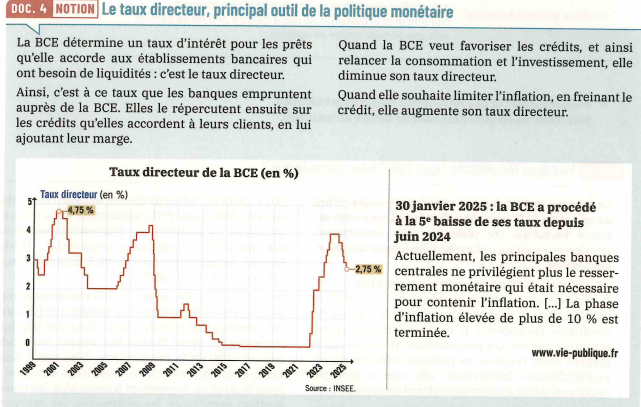 DOC. 4 NOTION Le taux directeur, principal outil de la politique monétaire
La BCE détermine un taux d'intérêt pour les prêts
qu'elle accorde aux établissements bancaires qui
ont besoin de liquidités : c'est le taux directeur.
Ainsi, c'est à ce taux que les banques empruntent
auprès de la BCE. Elles le répercutent ensuite sur
les crédits qu'elles accordent à leurs clients, en lui
ajoutant leur marge.
Quand la BCE veut favoriser les crédits, et ainsi
relancer la consommation et l'investissement, elle
diminue son taux directeur.
Quand elle souhaite limiter l'inflation, en freinant le
crédit, elle augmente son taux directeur.
Taux directeur de la BCE (en %)
Taux directeur (en %)
5
4,75 %
4
3
2,75 %
2
1
0
1999 2001 2003 2005 2007 2009 2011 2013 2015 2017 2019 2021 2023 2025
Source : INSEE.
30 janvier 2025 : la BCE a procédé
à la 5e baisse de ses taux depuis
juin 2024
Actuellement, les principales banques
centrales ne privilégient plus le resser-
rement monétaire qui était nécessaire
pour contenir l'inflation. [...] La phase
d'inflation élevée de plus de 10 % est
terminée.
www.vie-publique.fr